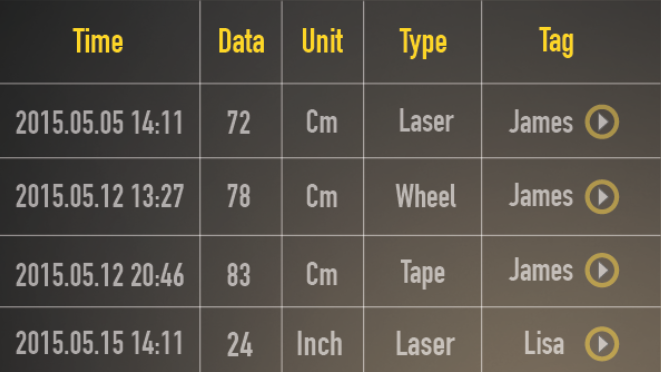 Time Data Unit Type Tag
2015.05.05 14:11 72 Cm Laser James
2015.05.12 13:27 78 Cm Wheel James
2015.05.12 20:46 83 Cm Tape James
2015.05.15 14:11 24 Inch Laser Lisa